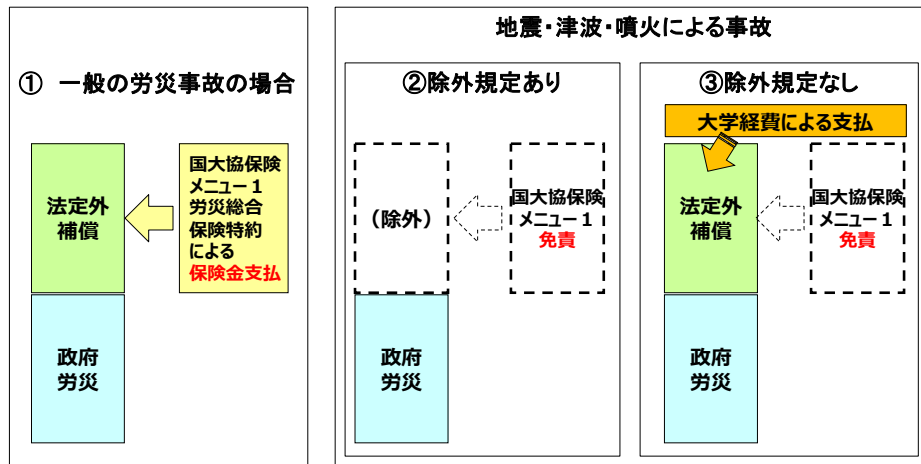 ① 一般の労災事故の場合
国大協保険
メニュー１
労災総合
保険特約
による
保険金支払
法定外
補償
政府
労災
地震・津波・噴火による事故
②除外規定あり
（除外）
国大協保険
メニュー１
免責
政府
労災
③除外規定なし
大学経費による支払
法定外
補償
国大協保険
メニュー１
免責
政府
労災